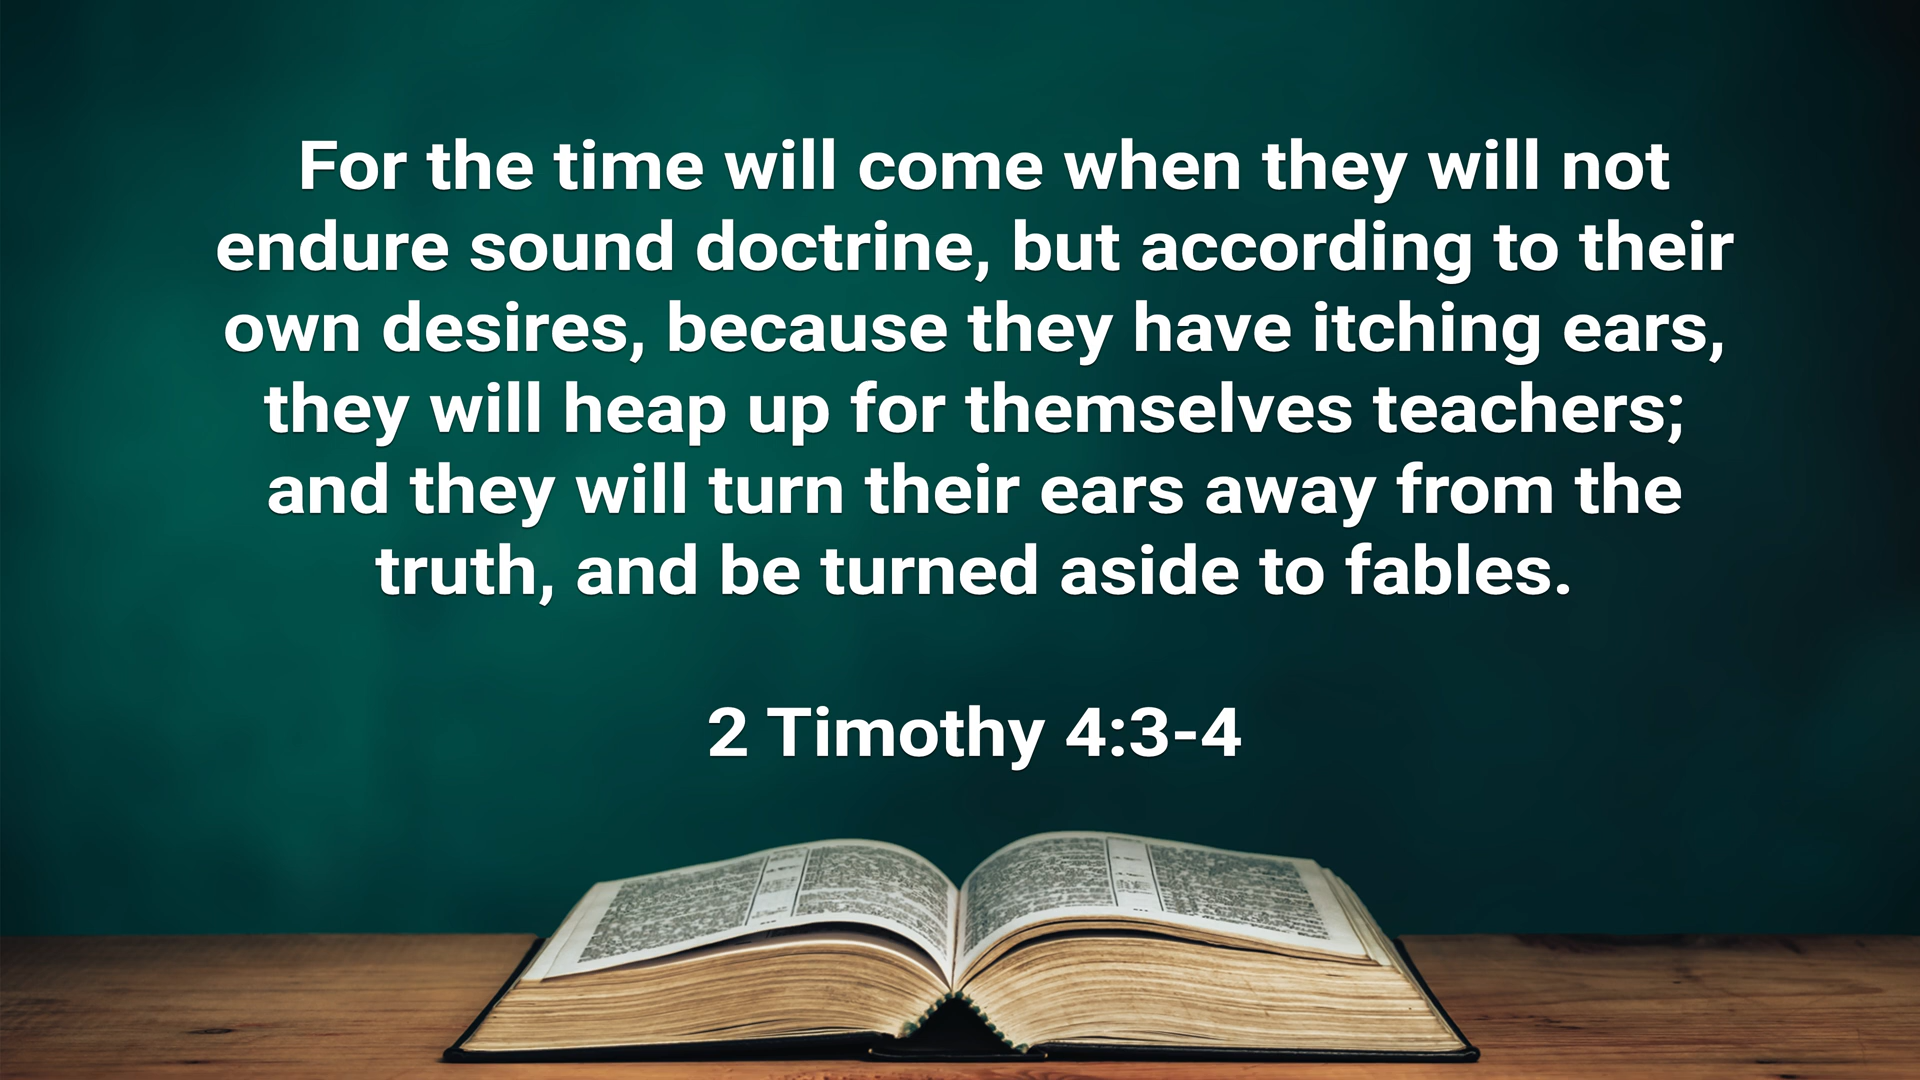 For the time will come when they will not
endure sound doctrine, but according to their
own desires, because they have itching ears,
they will heap up for themselves teachers;
and they will turn their ears away from the
truth, and be turned aside to fables.
2 Timothy 4:3-4